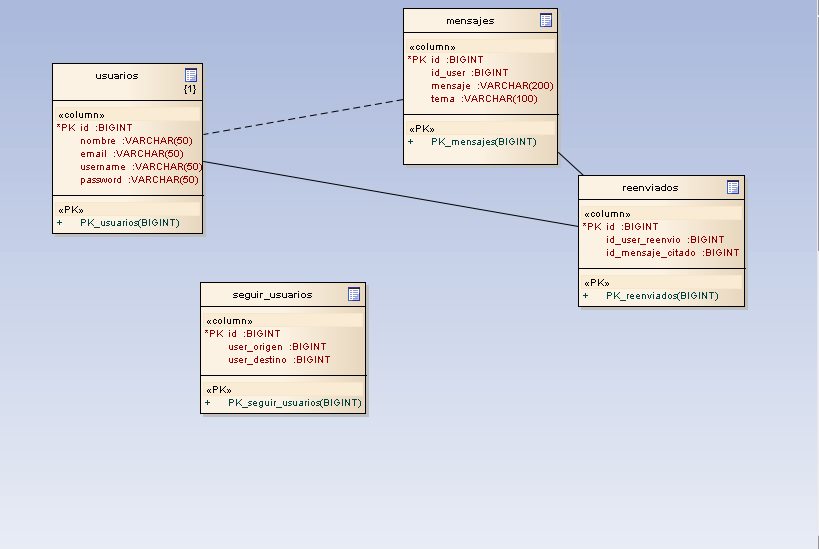 usuarios
{1}
«column»
*PK id :BIGINT
nombre :VARCHAR(50)
email :VARCHAR(50)
username :VARCHAR(50)
password :VARCHAR(50)
«PK»
+ PK_usuarios(BIGINT)
mensajes
«column»
*PK id :BIGINT
id_user :BIGINT
mensaje :VARCHAR(200)
tema :VARCHAR(100)
«PK»
+ PK_mensajes(BIGINT)
reenviados
«column»
*PK id :BIGINT
id_user_reenvio :BIGINT
id_mensaje_citado :BIGINT
«PK»
+ PK_reenviados(BIGINT)
seguir_usuarios
«column»
*PK id :BIGINT
user_origen :BIGINT
user_destino :BIGINT
«PK»
+ PK_seguir_usuarios(BIGINT)